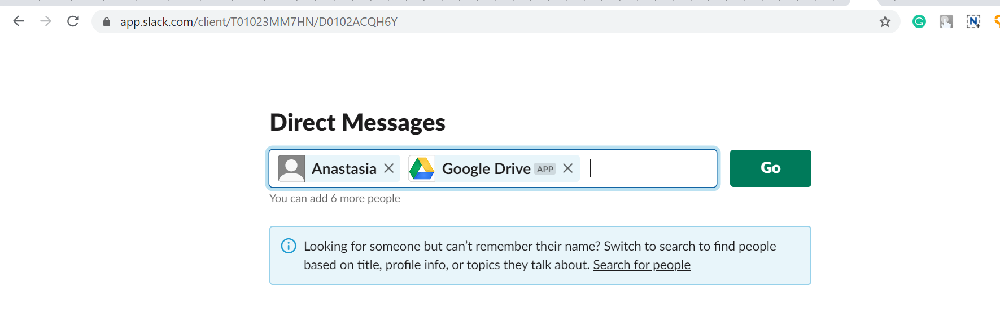 app.slack.com/client/T01023MM7HN/D0102ACQH6Y
Direct Messages
Anastasia Google Drive APP
Go
You can add 6 more people
Looking for someone but can’t remember their name? Switch to search to find people
based on title, profile info, or topics they talk about. Search for people